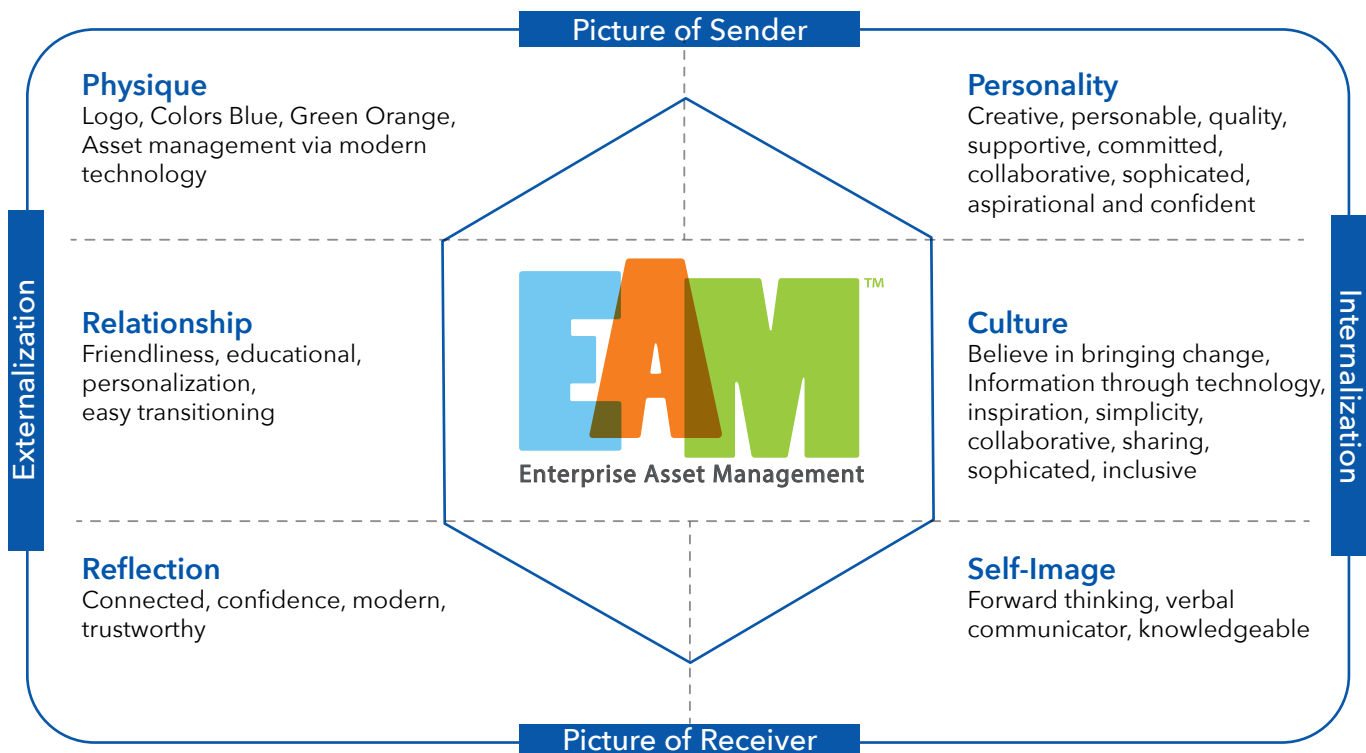 Picture of Sender
Physique
Logo, Colors Blue, Green Orange,
Asset management via modern
technology
Personality
Creative, personable, quality,
supportive, committed,
collaborative, sophicated,
aspirational and confident
Externalization
Relationship
Friendliness, educational,
personalization,
easy transitioning
EAM™
Enterprise Asset Management
Culture
Believe in bringing change,
Information through technology,
inspiration, simplicity,
collaborative, sharing,
sophicated, inclusive
Internalization
Reflection
Connected, confidence, modern,
trustworthy
Self-Image
Forward thinking, verbal
communicator, knowledgeable
Picture of Receiver